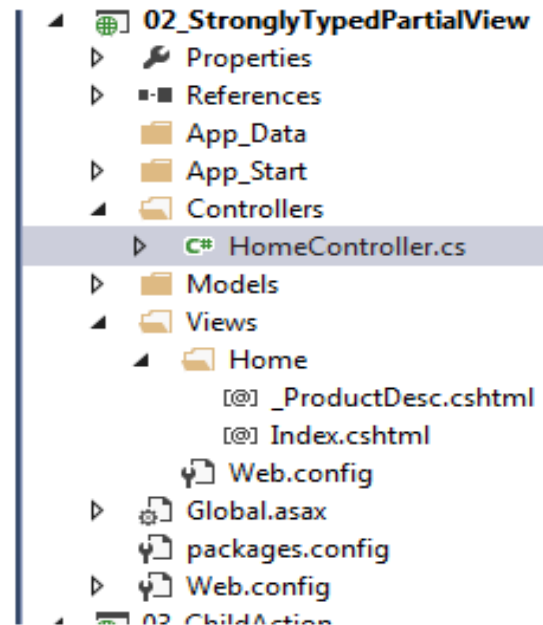 02_StronglyTypedPartialView
Properties
References
App_Data
App_Start
Controllers
C# HomeController.cs
Models
Views
Home
[@] _ProductDesc.cshtml
[@] Index.cshtml
Web.config
Global.asax
packages.config
Web.config
03_ChildAction